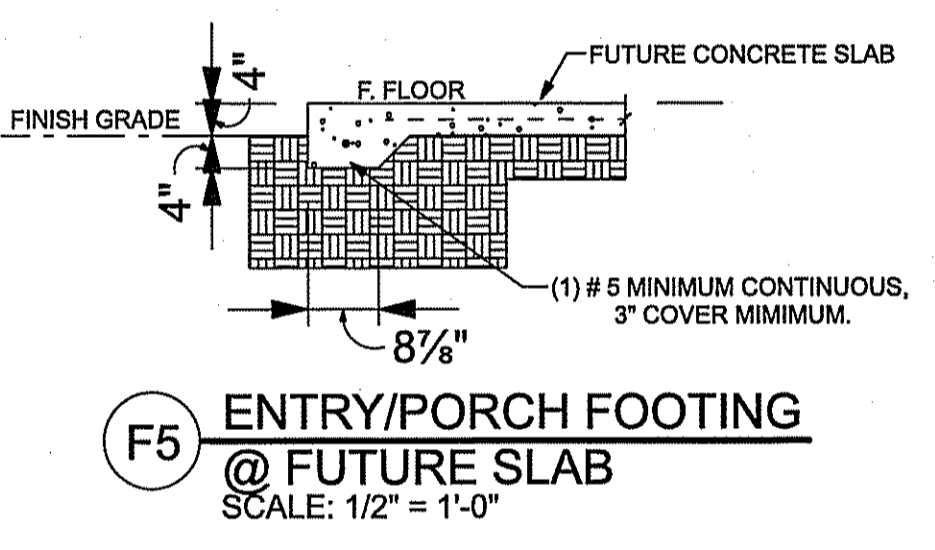 4"
FUTURE CONCRETE SLAB
F. FLOOR
FINISH GRADE
4"
(1) # 5 MINIMUM CONTINUOUS,
3" COVER MIMIMUM.
8⅞"
F5
ENTRY/PORCH FOOTING
@ FUTURE SLAB
SCALE: 1/2" = 1'-0"